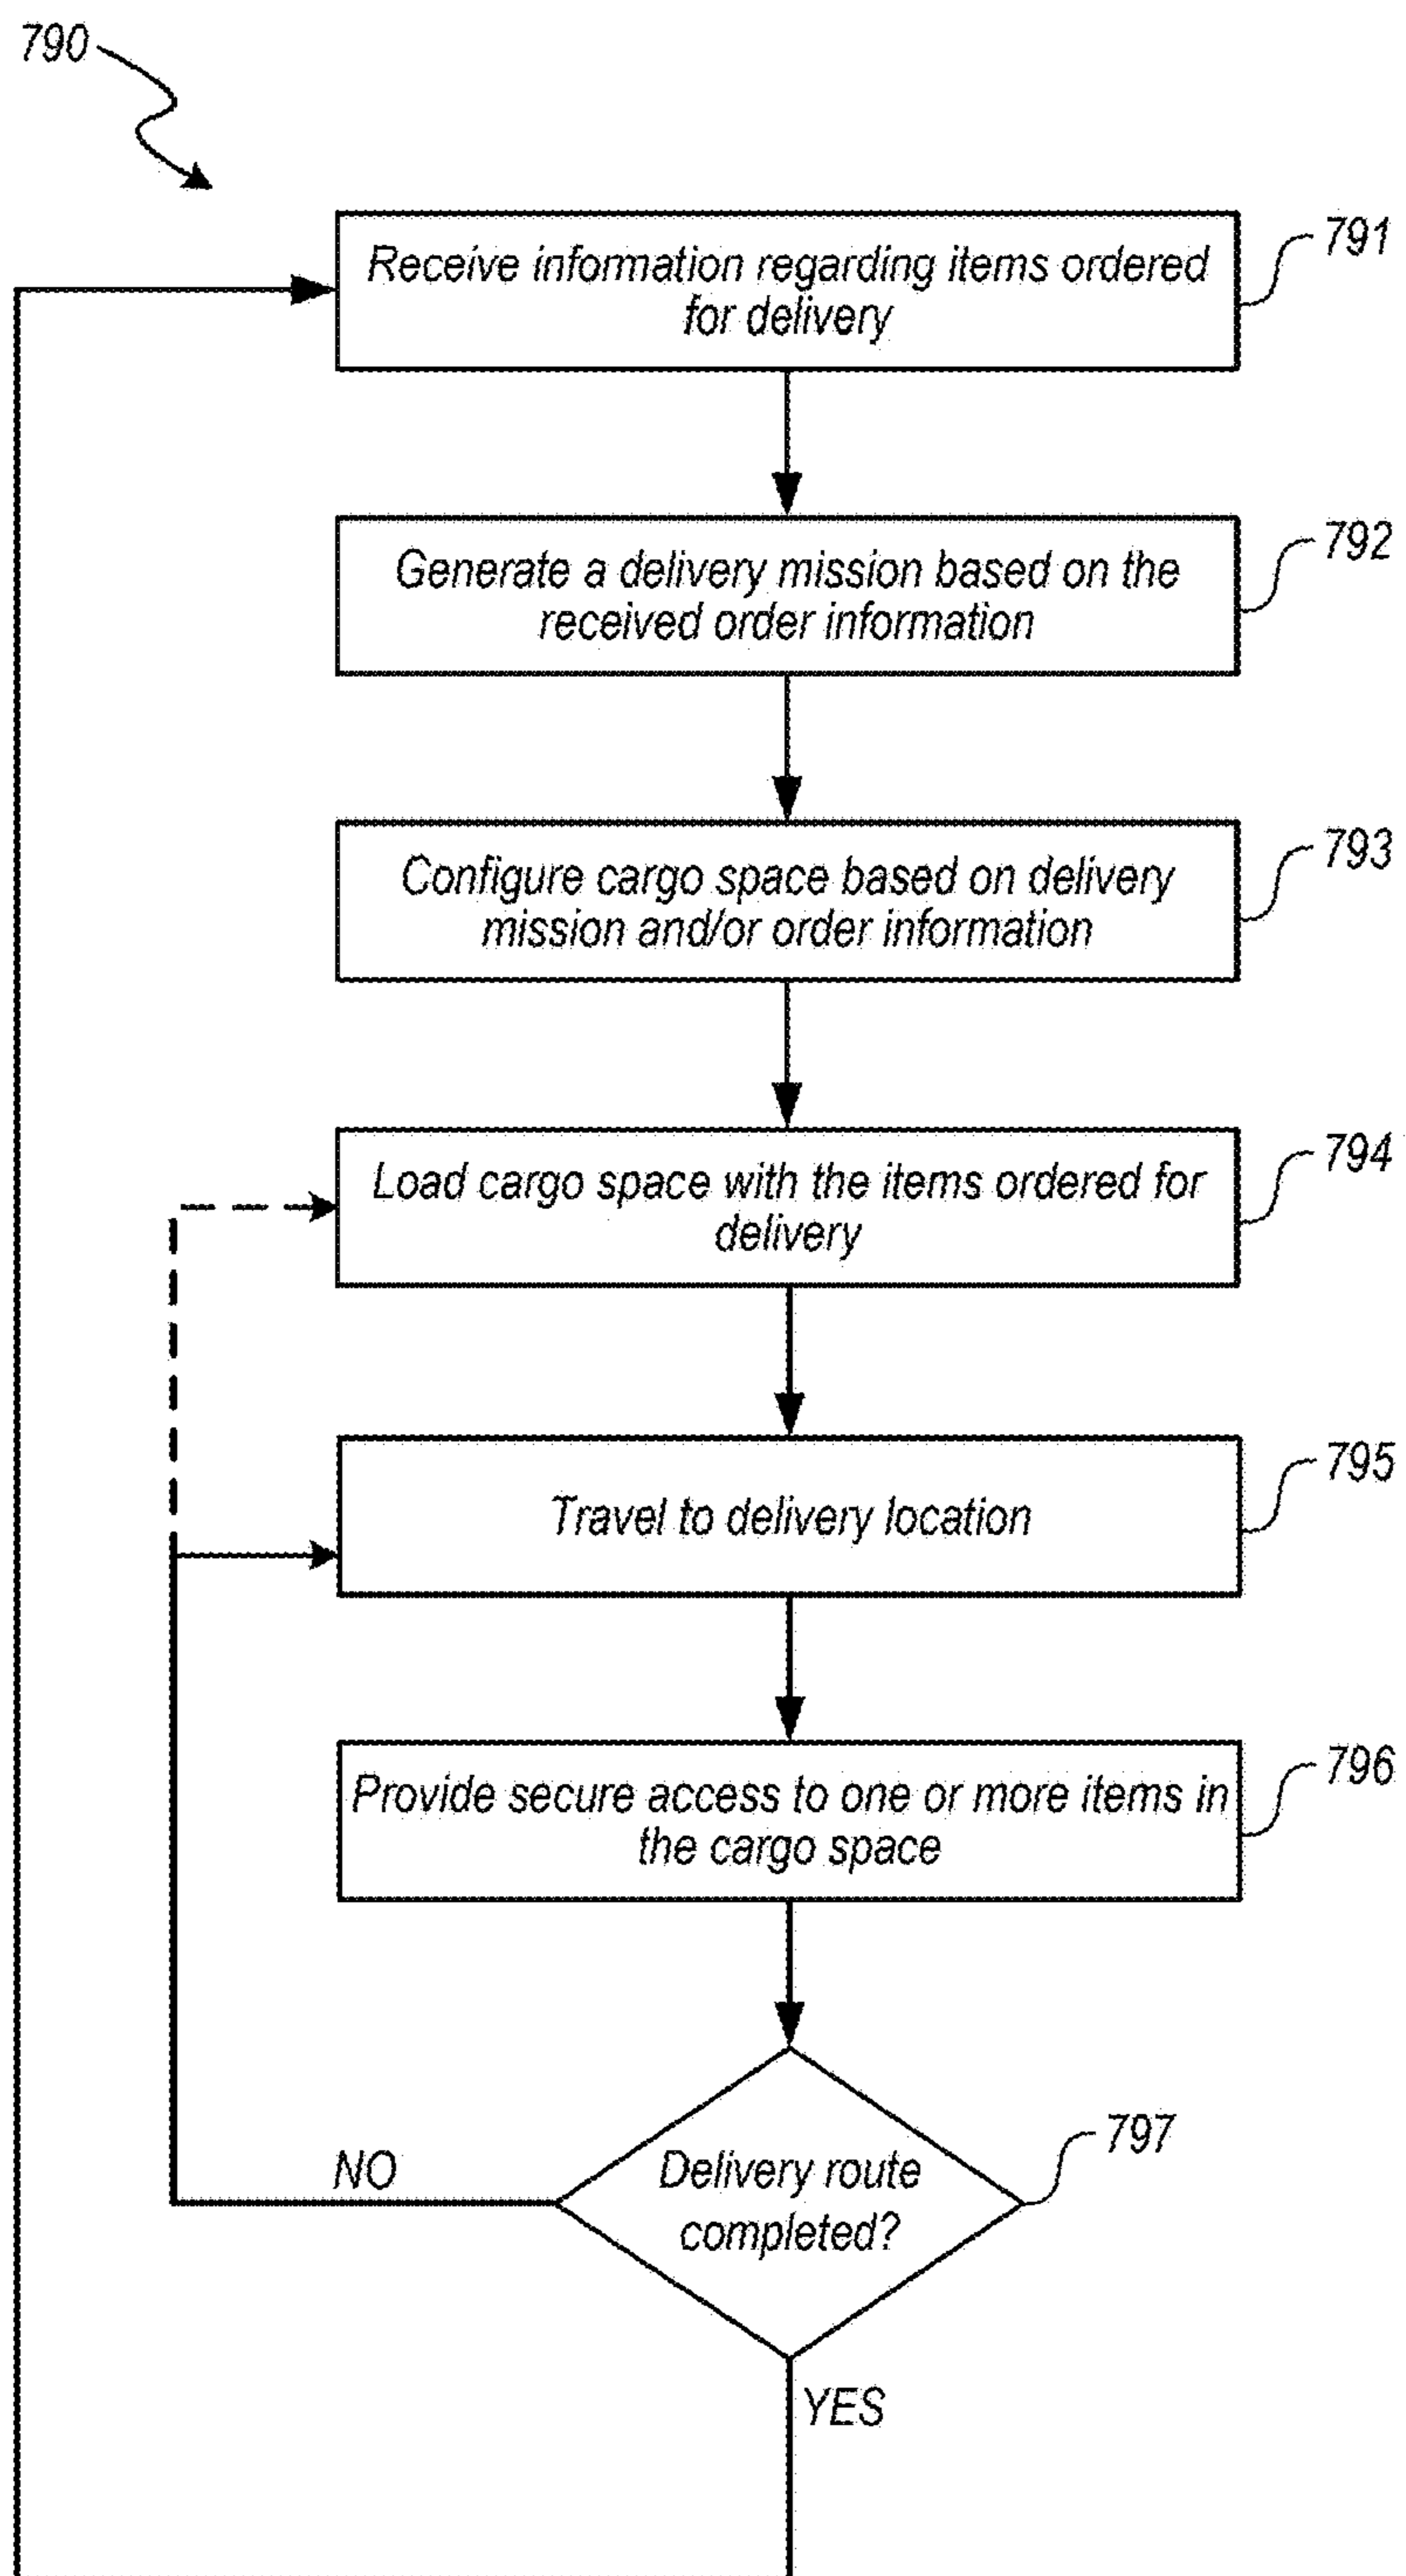 790
Receive information regarding items ordered
for delivery
791
Generate a delivery mission based on the
received order information
792
Configure cargo space based on delivery
mission and/or order information
793
Load cargo space with the items ordered for
delivery
794
Travel to delivery location
795
Provide secure access to one or more items in
the cargo space
796
Delivery route
completed?
797
NO
YES